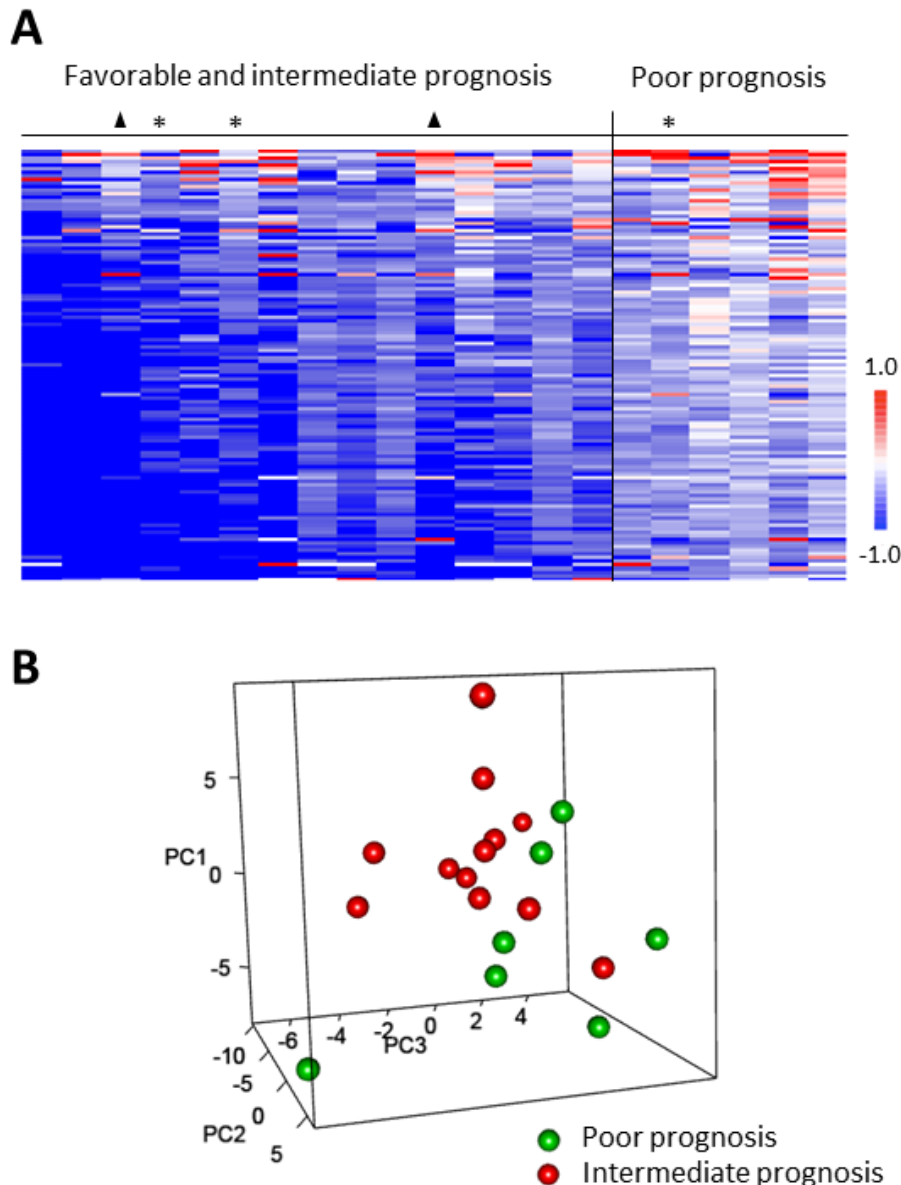 A
Favorable and intermediate prognosis
Poor prognosis
▲ * * ▲ *
1.0
-1.0
B
5
PC1
0
-5
-6
-4
-2
0
2
4
PC3
-10
-5
0
PC2
5
Poor prognosis
Intermediate prognosis